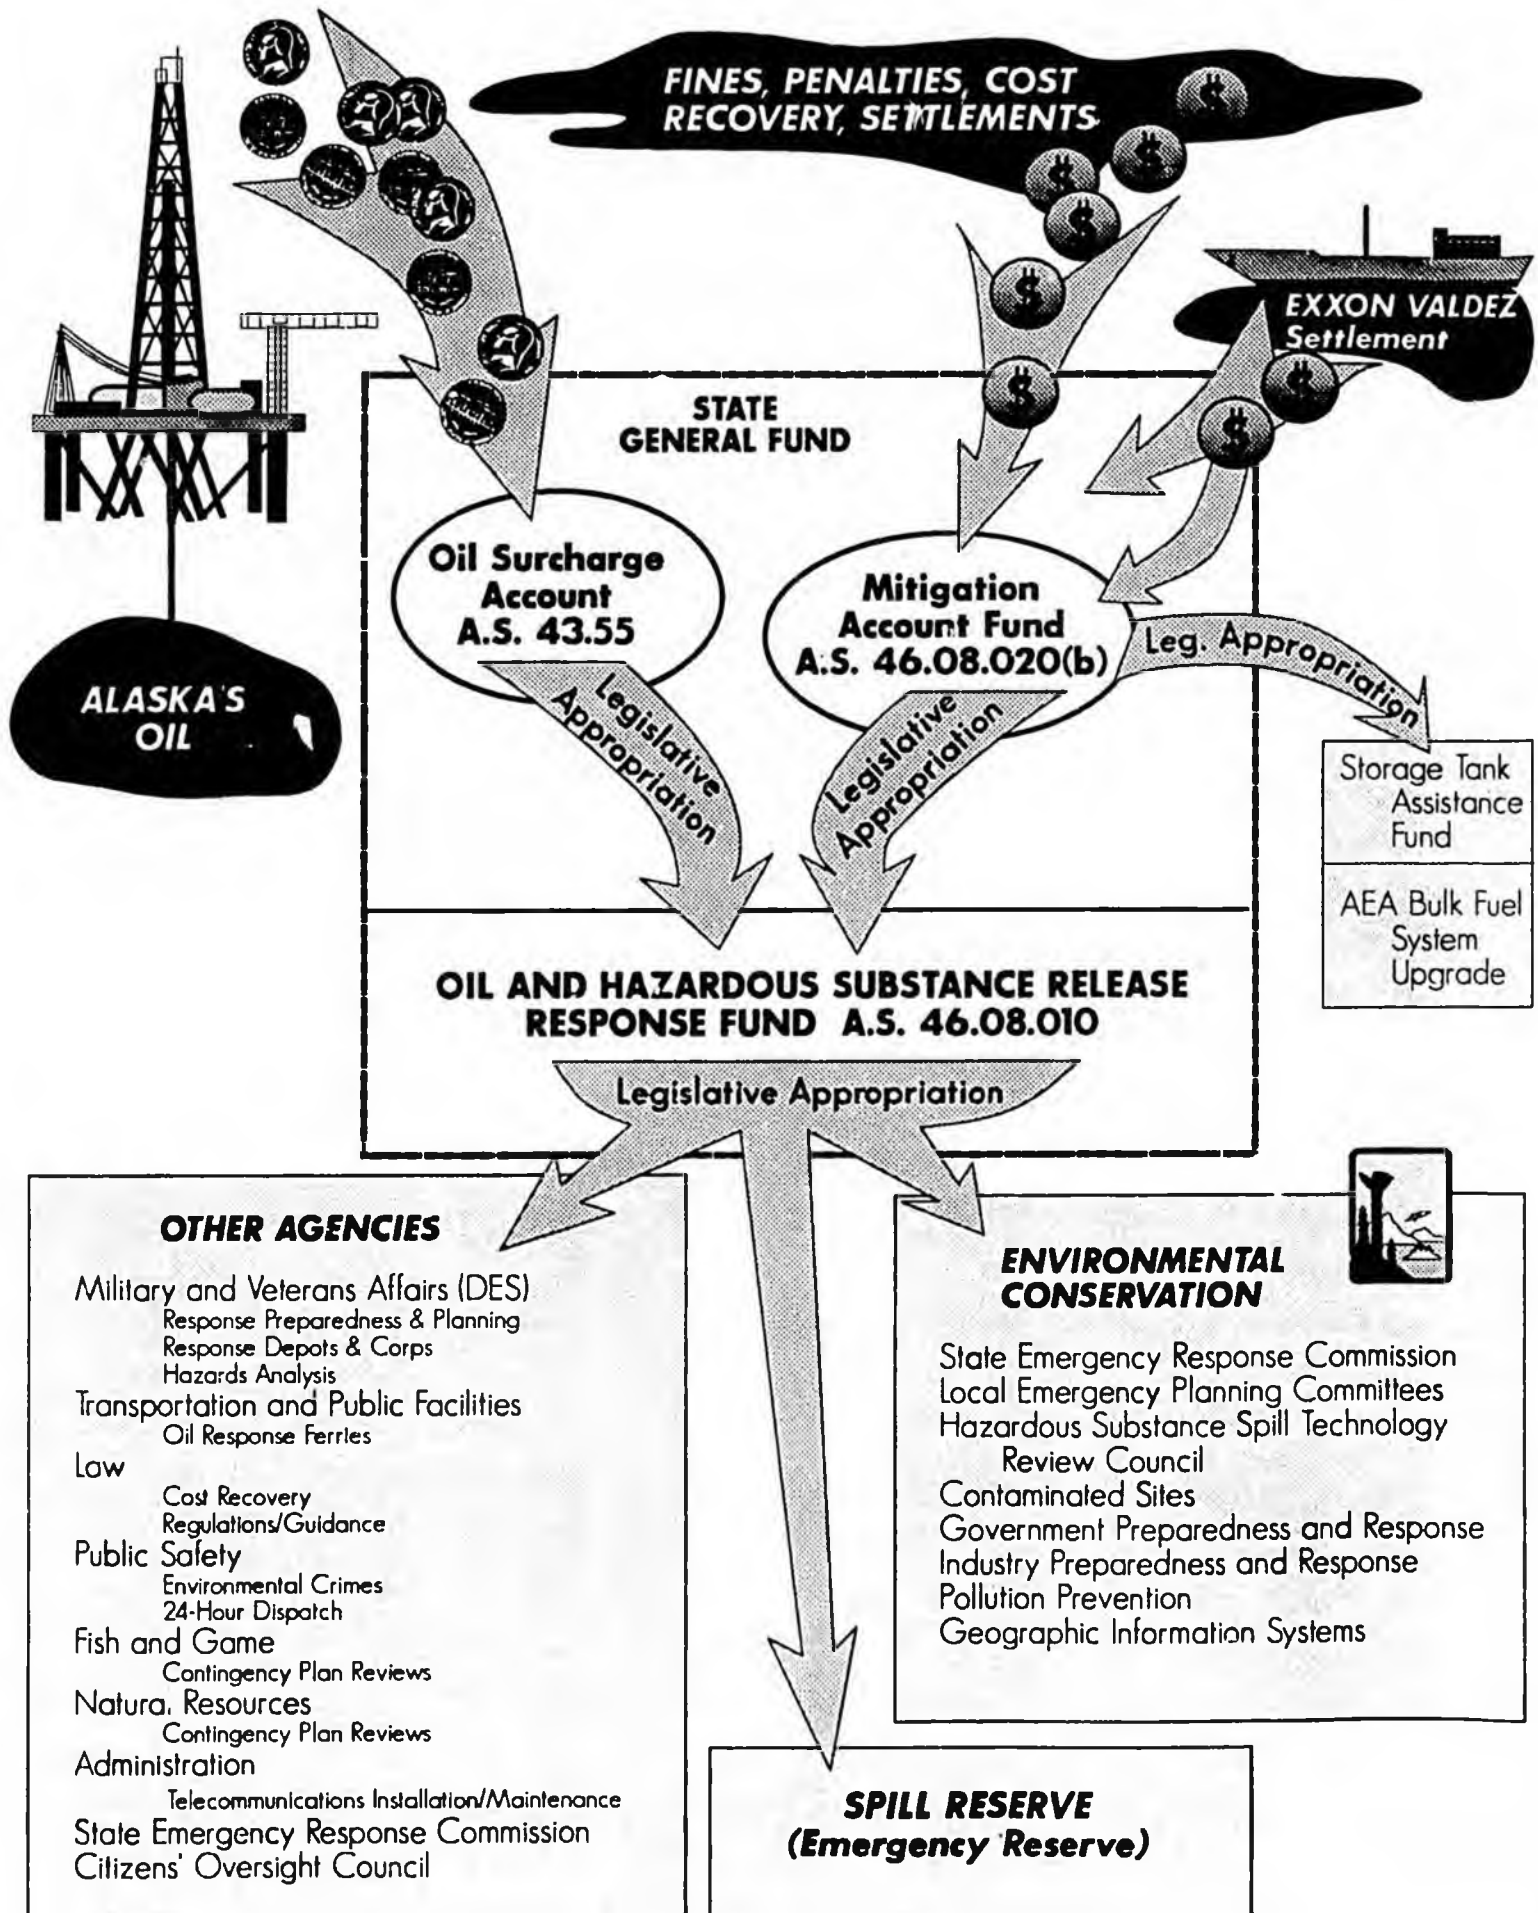 FINES, PENALTIES, COST
RECOVERY, SETTLEMENTS
EXXON VALDEZ
Settlement
STATE
GENERAL FUND
Oil Surcharge
Account
A.S. 43.55
Mitigation
Account Fund
A.S. 46.08.020(b)
Leg. Appropriation
ALASKA'S
OIL
Legislative
Appropriation
Legislative
Appropriation
Storage Tank
Assistance
Fund
AEA Bulk Fuel
System
Upgrade
OIL AND HAZARDOUS SUBSTANCE RELEASE
RESPONSE FUND A.S. 46.08.010
Legislative Appropriation
OTHER AGENCIES
Military and Veterans Affairs (DES)
Response Preparedness & Planning
Response Depots & Corps
Hazards Analysis
Transportation and Public Facilities
Oil Response Ferries
Law
Cost Recovery
Regulations/Guidance
Public Safety
Environmental Crimes
24-Hour Dispatch
Fish and Game
Contingency Plan Reviews
Natural Resources
Contingency Plan Reviews
Administration
Telecommunications Installation/Maintenance
State Emergency Response Commission
Citizens' Oversight Council
ENVIRONMENTAL
CONSERVATION
State Emergency Response Commission
Local Emergency Planning Committees
Hazardous Substance Spill Technology
Review Council
Contaminated Sites
Government Preparedness and Response
Industry Preparedness and Response
Pollution Prevention
Geographic Information Systems
SPILL RESERVE
(Emergency Reserve)